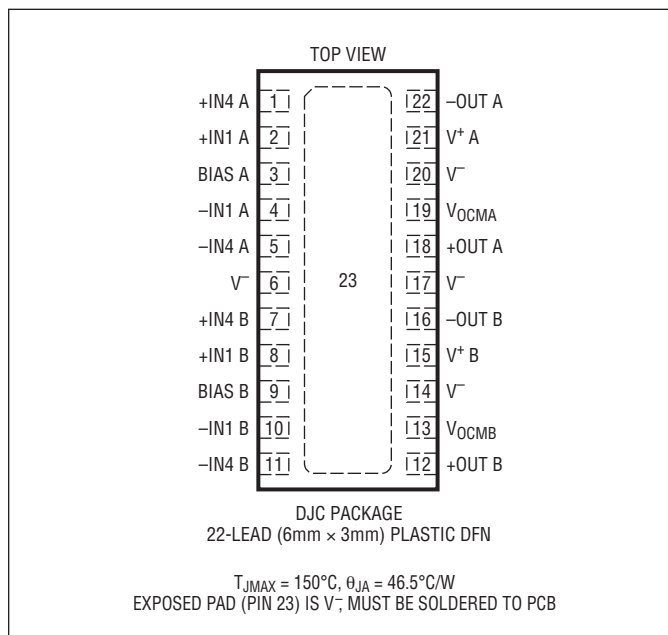 TOP VIEW
+IN4 A 1 22 –OUT A
+IN1 A 2 21 V+ A
BIAS A 3 20 V–
–IN1 A 4 19 VOCMA
–IN4 A 5 18 +OUT A
V– 6 23 17 V–
+IN4 B 7 16 –OUT B
+IN1 B 8 15 V+ B
BIAS B 9 14 V–
–IN1 B 10 13 VOCMB
–IN4 B 11 12 +OUT B
DJC PACKAGE
22-LEAD (6mm × 3mm) PLASTIC DFN
TJMAX = 150°C, θJA = 46.5°C/W
EXPOSED PAD (PIN 23) IS V–, MUST BE SOLDERED TO PCB